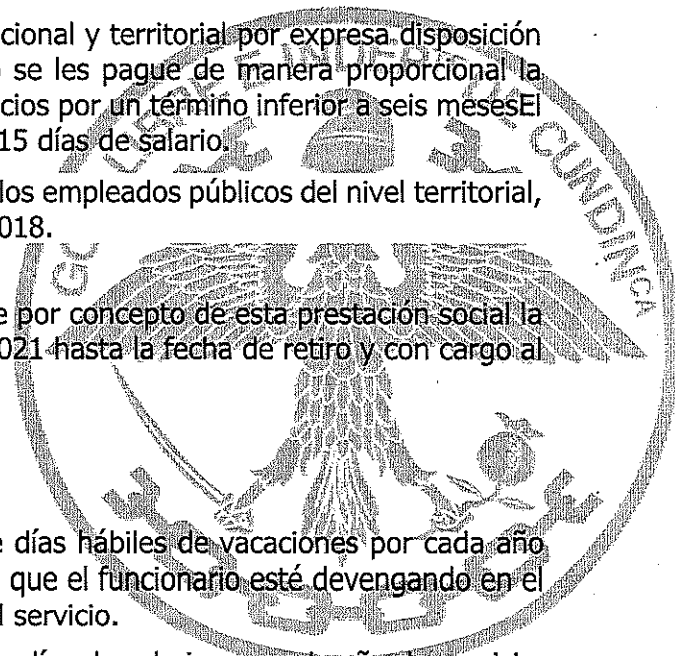 cional y territorial por expresa disposición
se les pague de manera proporcional la
cios por un término inferior a seis mesesEl
15 días de salario.
los empleados públicos del nivel territorial,
018.
e por concepto de esta prestación social la
021 hasta la fecha de retiro y con cargo al
e días hábiles de vacaciones por cada año
que el funcionario esté devengando en el
l servicio.
CUNDIN